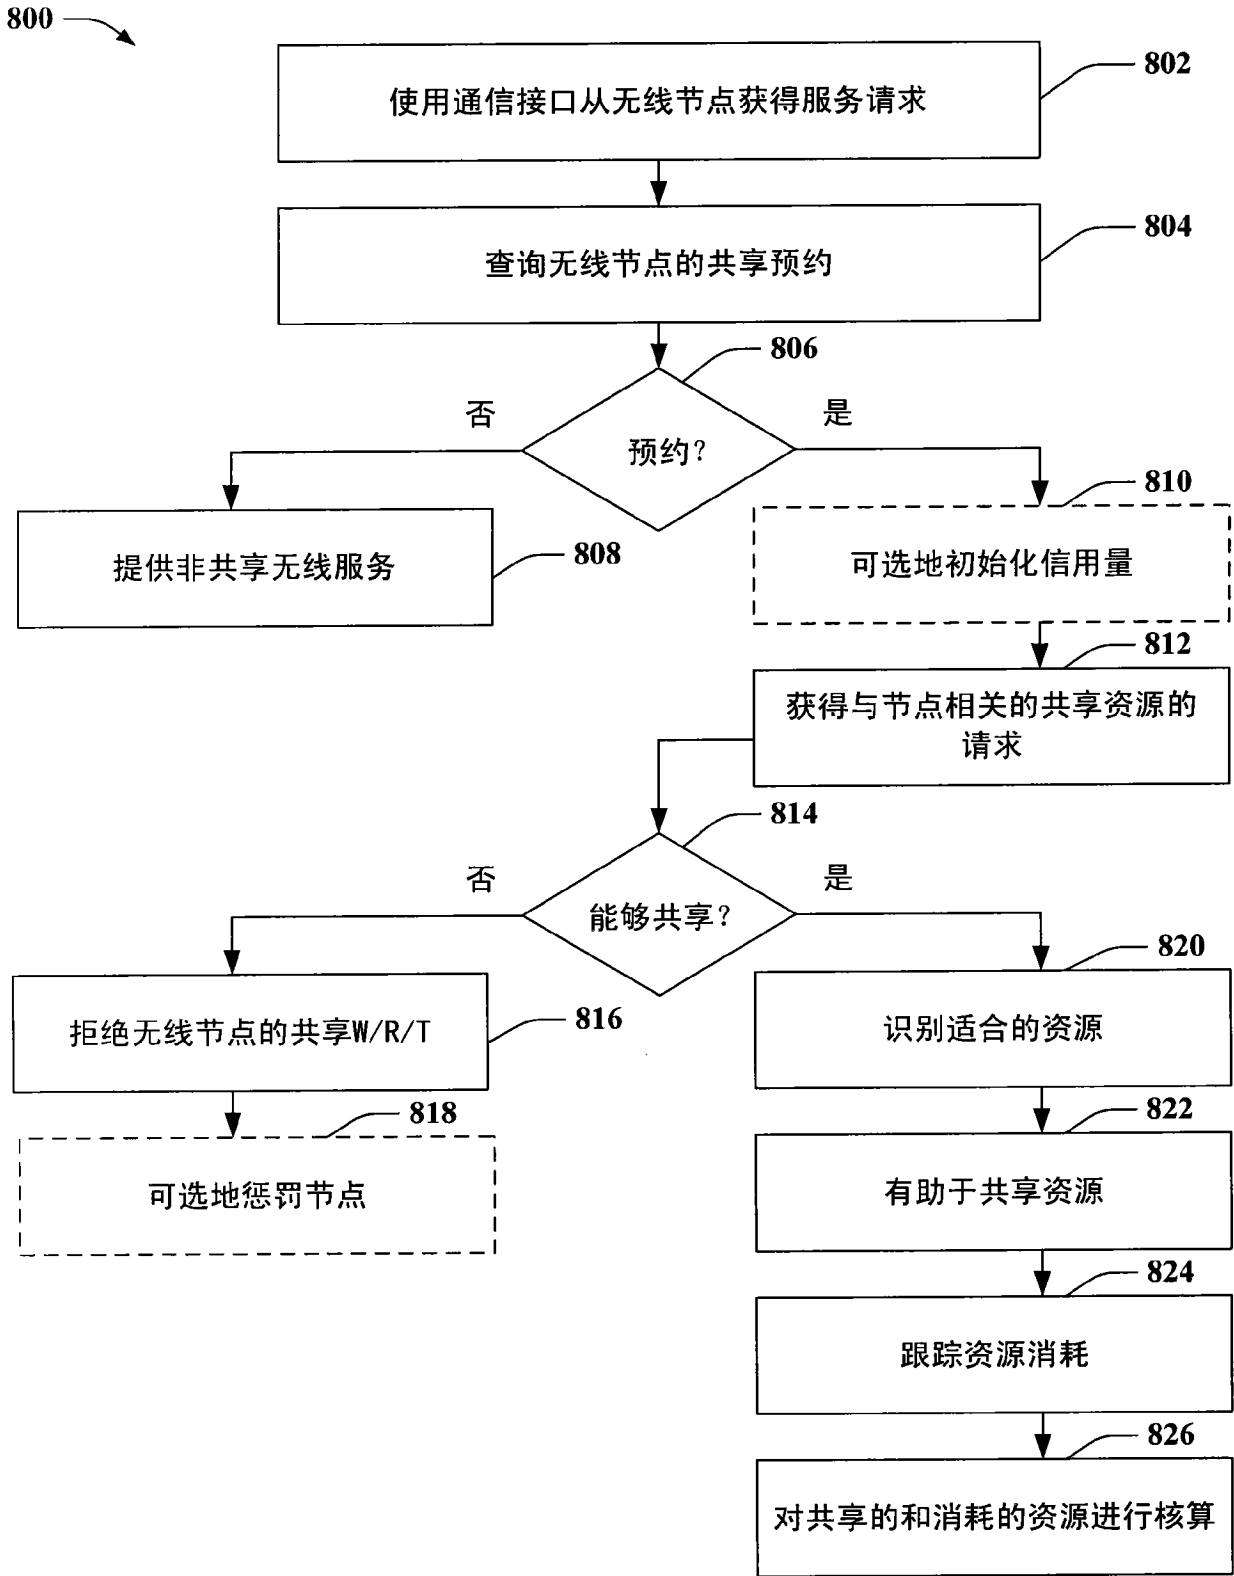 800
802
使用通信接口从无线节点获得服务请求
804
查询无线节点的共享预约
806
否
是
预约?
810
808
提供非共享无线服务
可选地初始化信用量
812
获得与节点相关的共享资源的
请求
814
否
是
能够共享?
820
816
拒绝无线节点的共享W/R/T
识别适合的资源
818
822
可选地惩罚节点
有助于共享资源
824
跟踪资源消耗
826
对共享的和消耗的资源进行核算